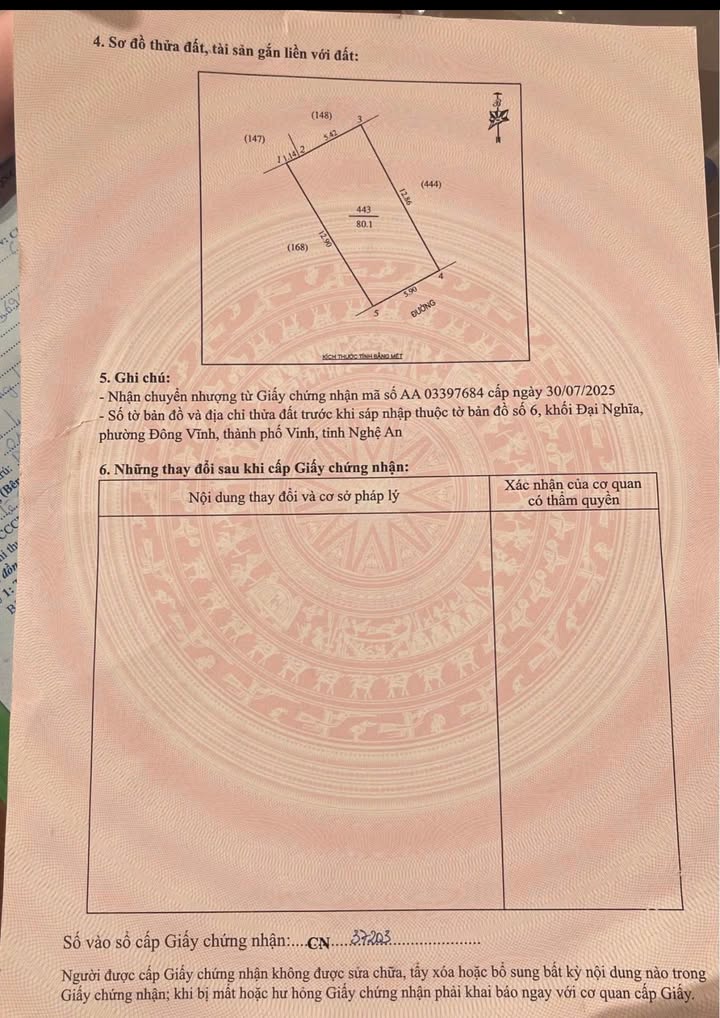 4. Sơ đồ thửa đất, tài sản gắn liền với đất:
(148)
(147)
3
5.42
2
1.14
1
(444)
12.86
443
80.1
(168)
12.90
4
5.90
5
ĐƯỜNG
KÍCH THƯỚC TÍNH BẰNG MÉT
5. Ghi chú:
- Nhận chuyển nhượng từ Giấy chứng nhận mã số AA 03397684 cấp ngày 30/07/2025
- Số tờ bản đồ và địa chỉ thửa đất trước khi sáp nhập thuộc tờ bản đồ số 6, khối Đại Nghĩa,
phường Đông Vĩnh, thành phố Vinh, tỉnh Nghệ An
6. Những thay đổi sau khi cấp Giấy chứng nhận:
Nội dung thay đổi và cơ sở pháp lý
Xác nhận của cơ quan
có thẩm quyền
Số vào sổ cấp Giấy chứng nhận:....CN....37203....................
Người được cấp Giấy chứng nhận không được sửa chữa, tẩy xóa hoặc bổ sung bất kỳ nội dung nào trong
Giấy chứng nhận; khi bị mất hoặc hư hỏng Giấy chứng nhận phải khai báo ngay với cơ quan cấp Giấy.